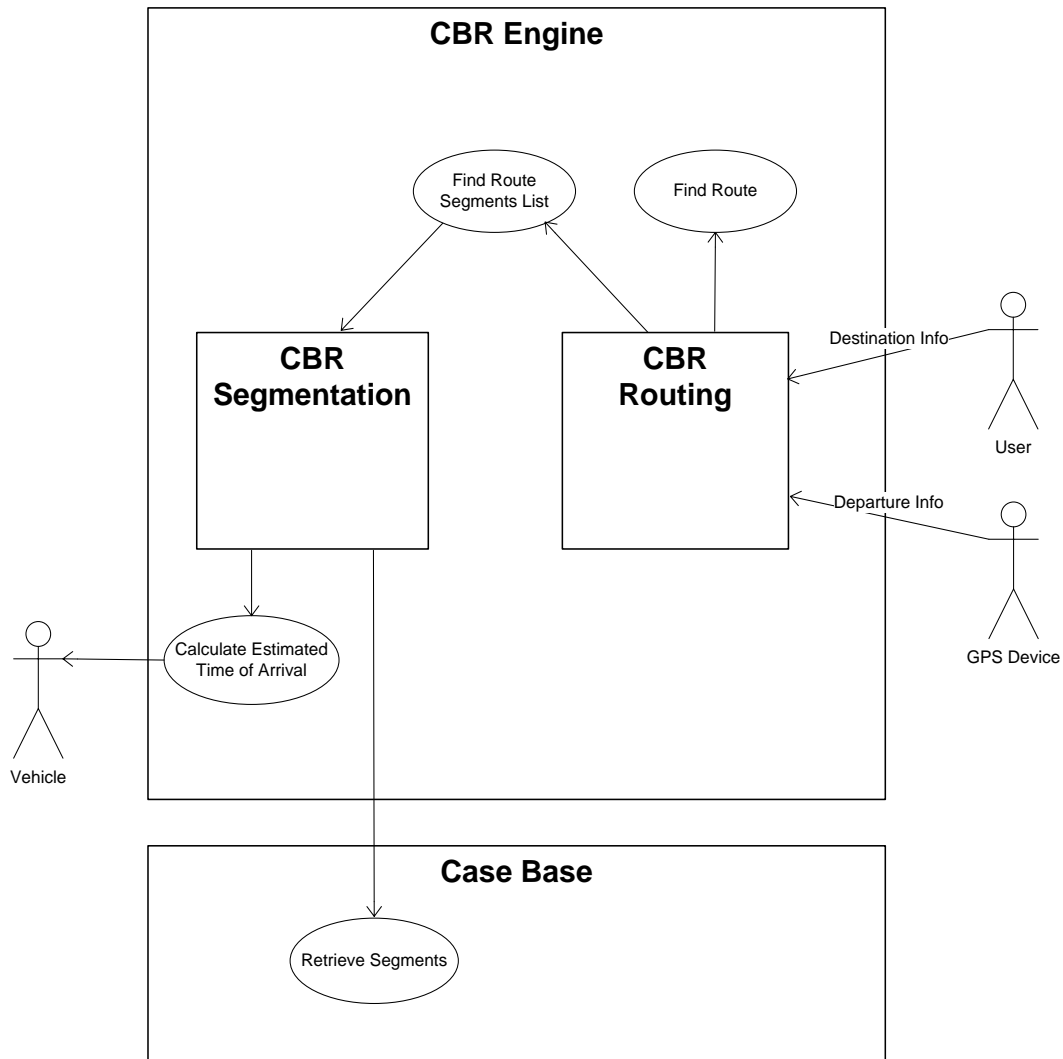 CBR Engine
Find Route
Segments List
Find Route
CBR
Segmentation
CBR
Routing
Destination Info
User
Departure Info
GPS Device
Calculate Estimated
Time of Arrival
Vehicle
Case Base
Retrieve Segments